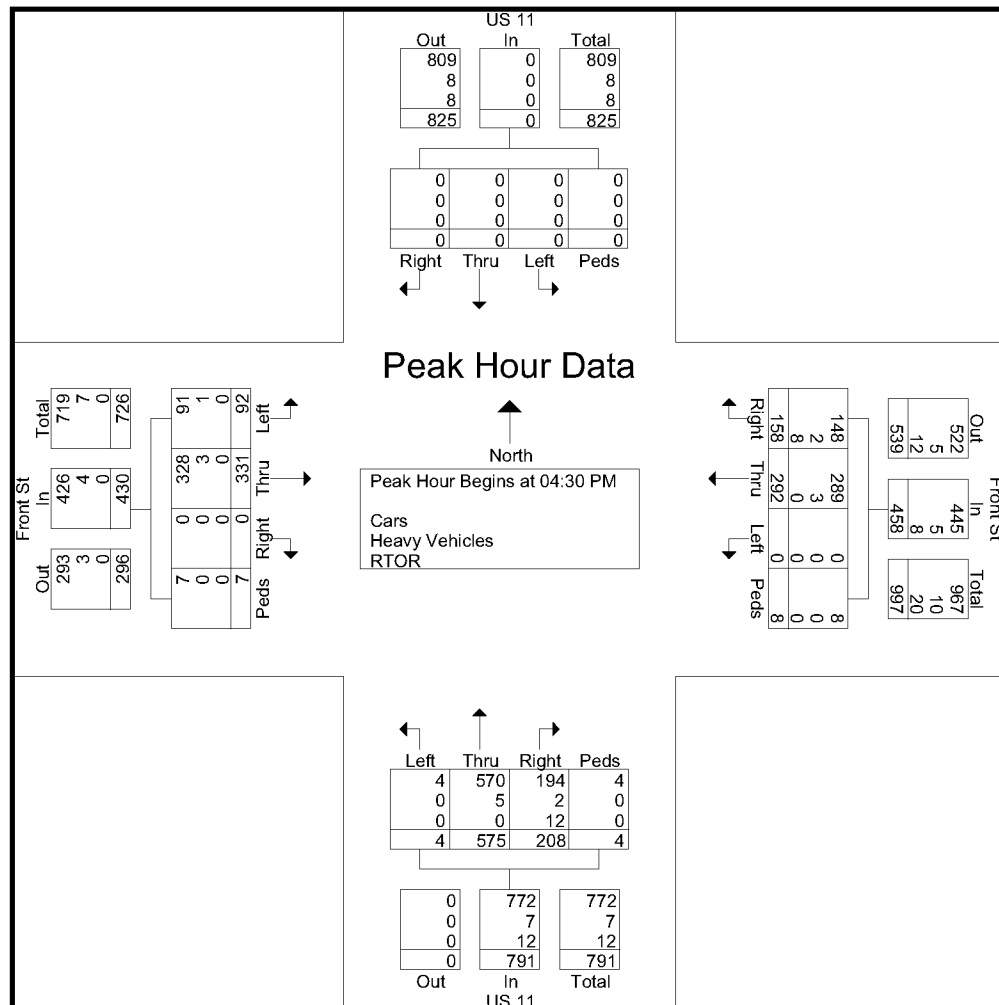 US 11
Out In Total
809 0 809
8 0 8
8 0 8
825 0 825
0 0 0 0
0 0 0 0
0 0 0 0
0 0 0 0
Right Thru Left Peds
Peak Hour Data
North
Peak Hour Begins at 04:30 PM
Cars
Heavy Vehicles
RTOR
Front St
Total In Out
719 426 293
7 4 3
0 0 0
726 430 296
91 328 0 7
1 3 0 0
0 0 0 0
92 331 0 7
Left Thru Right Peds
Front St
Out In Total
522 445 967
5 5 10
12 8 20
539 458 997
148 289 0 8
2 3 0 0
8 0 0 0
158 292 0 8
Right Thru Left Peds
Left Thru Right Peds
4 570 194 4
0 5 2 0
0 0 12 0
4 575 208 4
0 772 772
0 7 7
0 12 12
0 791 791
Out In Total
US 11